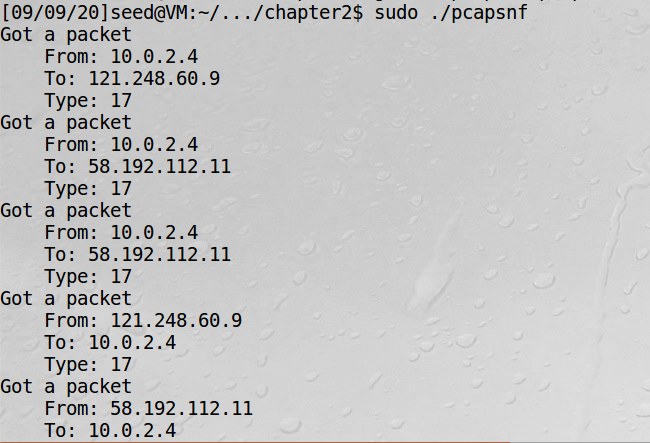 [09/09/20]seed@VM:~/.../chapter2$ sudo ./pcapsnf
Got a packet
    From: 10.0.2.4
    To: 121.248.60.9
    Type: 17
Got a packet
    From: 10.0.2.4
    To: 58.192.112.11
    Type: 17
Got a packet
    From: 10.0.2.4
    To: 58.192.112.11
    Type: 17
Got a packet
    From: 121.248.60.9
    To: 10.0.2.4
    Type: 17
Got a packet
    From: 58.192.112.11
    To: 10.0.2.4